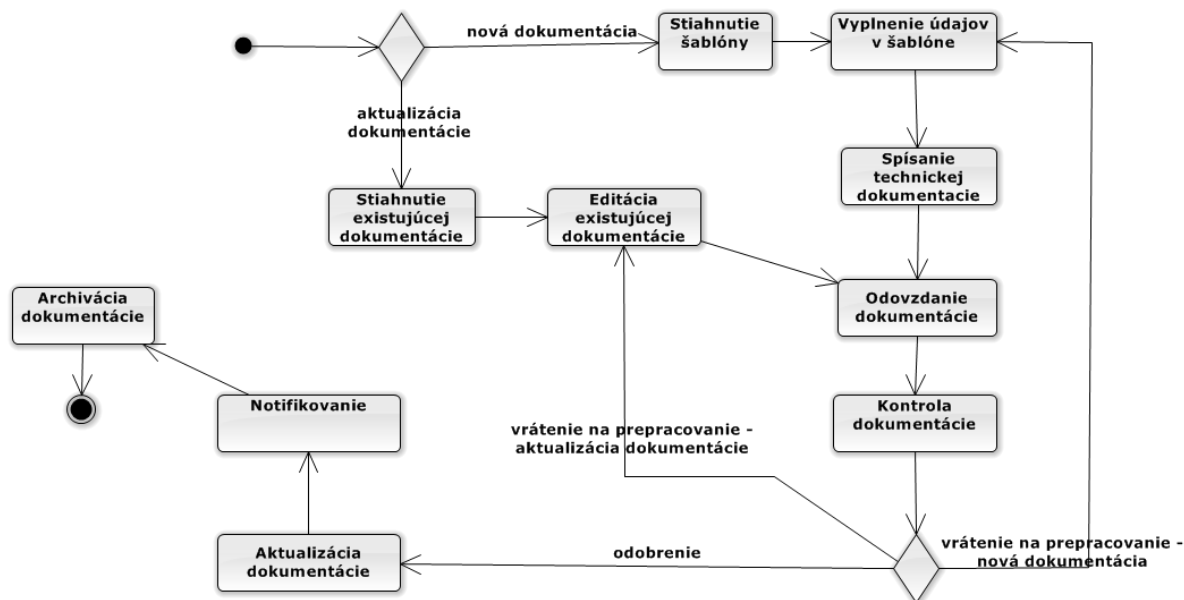 nová dokumentácia
Stiahnutie
šablóny
Vyplnenie údajov
v šablóne
aktualizácia
dokumentácie
Spísanie
technickej
dokumentacie
Stiahnutie
existujúcej
dokumentácie
Editácia
existujúcej
dokumentácie
Odovzdanie
dokumentácie
Archivácia
dokumentácie
Notifikovanie
Kontrola
dokumentácie
vrátenie na prepracovanie -
aktualizácia dokumentácie
Aktualizácia
dokumentácie
odobrenie
vrátenie na prepracovanie -
nová dokumentácia